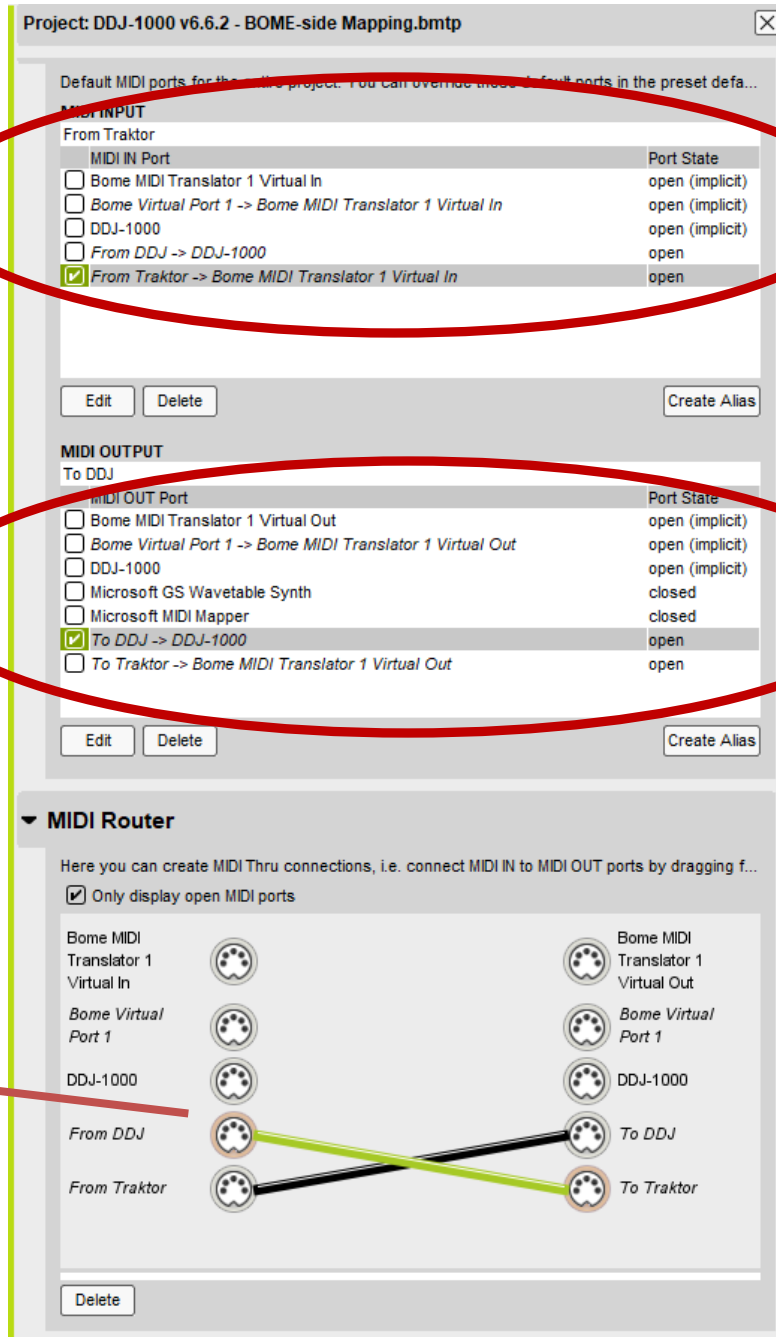 Project: DDJ-1000 v6.6.2 - BOME-side Mapping.bmtp
Default MIDI ports for the entire project. You can override these default ports in the preset defa...
MIDI INPUT
From Traktor
MIDI IN Port Port State
Bome MIDI Translator 1 Virtual In open (implicit)
Bome Virtual Port 1 -> Bome MIDI Translator 1 Virtual In open (implicit)
DDJ-1000 open (implicit)
From DDJ -> DDJ-1000 open
From Traktor -> Bome MIDI Translator 1 Virtual In open
Edit Delete Create Alias
MIDI OUTPUT
To DDJ
MIDI OUT Port Port State
Bome MIDI Translator 1 Virtual Out open (implicit)
Bome Virtual Port 1 -> Bome MIDI Translator 1 Virtual Out open (implicit)
DDJ-1000 open (implicit)
Microsoft GS Wavetable Synth closed
Microsoft MIDI Mapper closed
To DDJ -> DDJ-1000 open
To Traktor -> Bome MIDI Translator 1 Virtual Out open
Edit Delete Create Alias
MIDI Router
Here you can create MIDI Thru connections, i.e. connect MIDI IN to MIDI OUT ports by dragging f...
Only display open MIDI ports
Bome MIDI Bome MIDI
Translator 1 Translator 1
Virtual In Virtual Out
Bome Virtual Bome Virtual
Port 1 Port 1
DDJ-1000 DDJ-1000
From DDJ To DDJ
From Traktor To Traktor
Delete